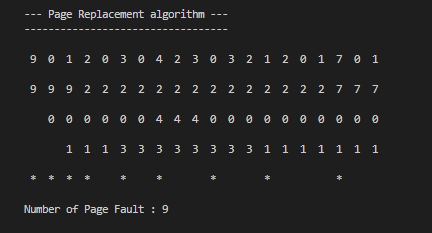 --- Page Replacement algorithm ---
----------------------------------
9 0 1 2 0 3 0 4 2 3 0 3 2 1 2 0 1 7 0 1
9 9 9 2 2 2 2 2 2 2 2 2 2 2 2 2 2 7 7 7
0 0 0 0 0 0 4 4 4 0 0 0 0 0 0 0 0 0 0
1 1 1 3 3 3 3 3 3 3 3 1 1 1 1 1 1 1
* * * * * * * * *
Number of Page Fault : 9